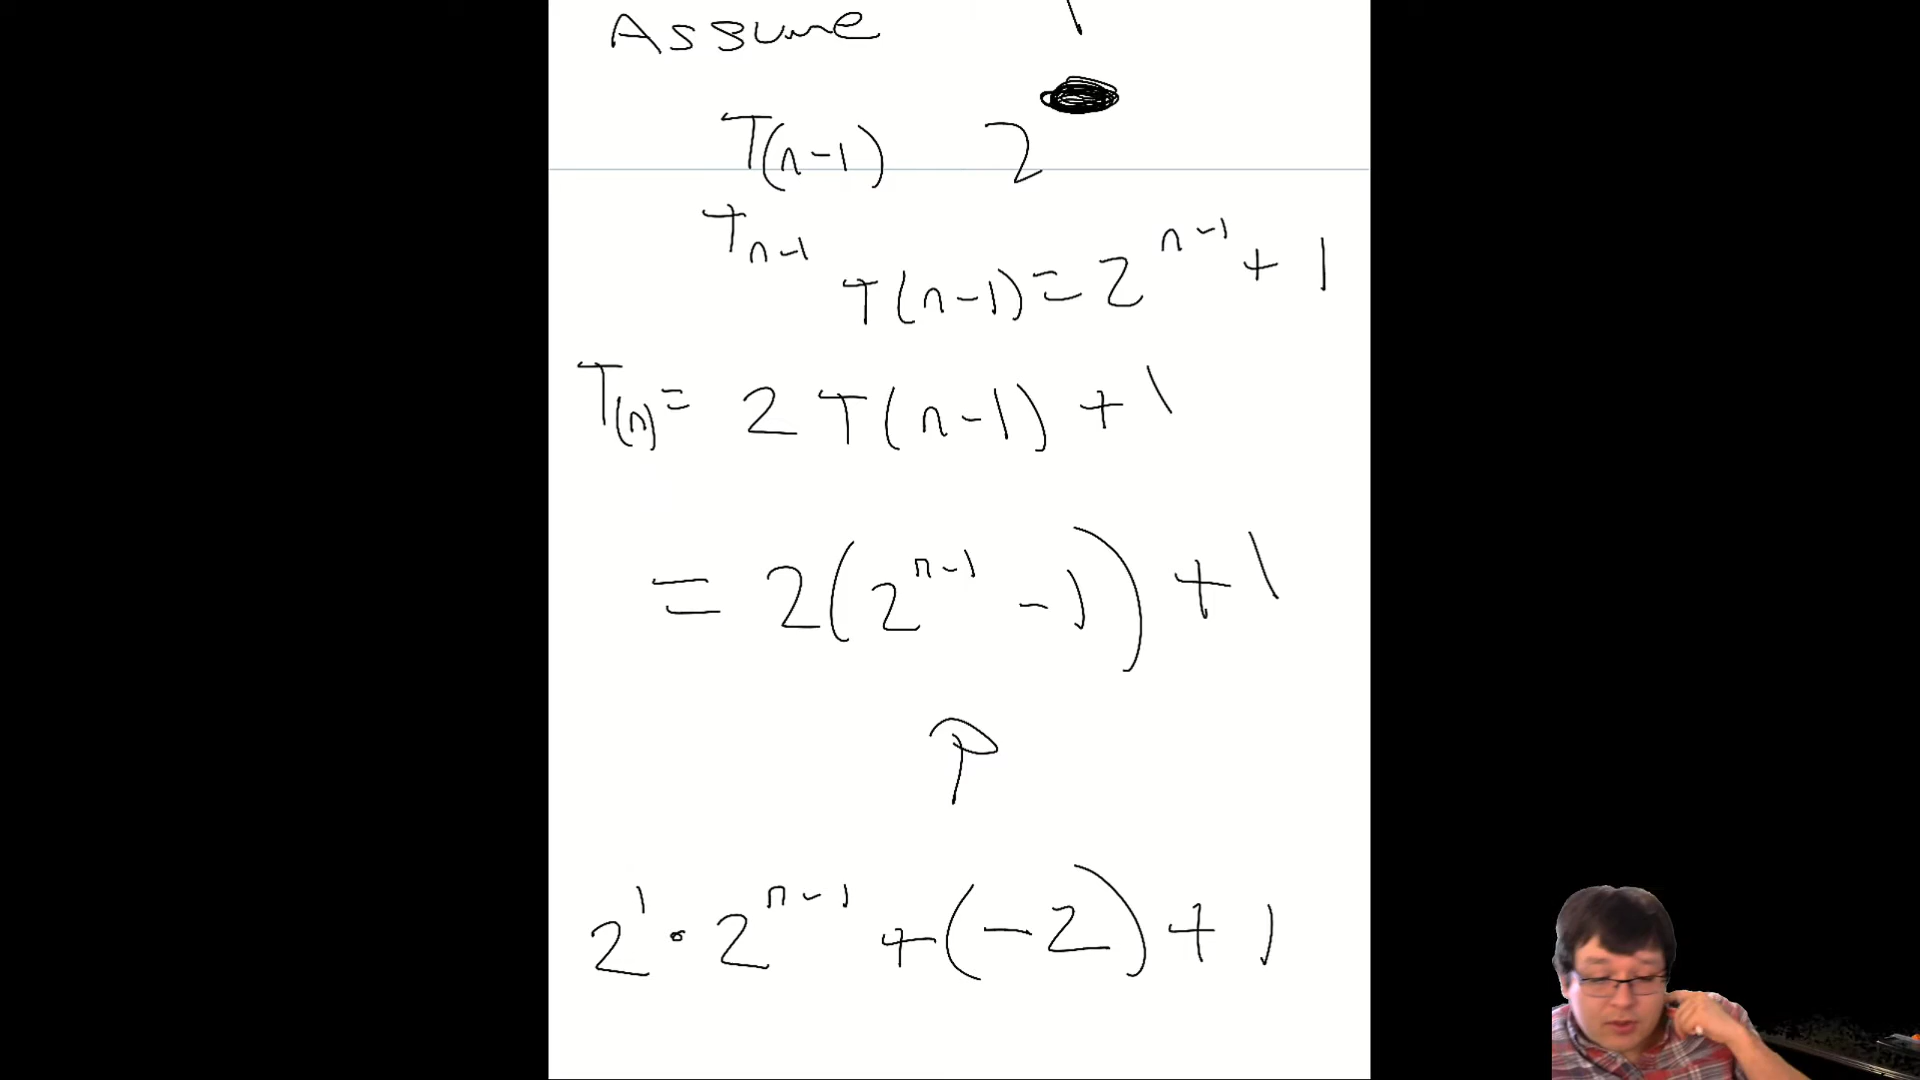 Assume
T(n-1) 2
T_{n-1}
T(n-1) = 2^{n-1} + 1
T(n) = 2T(n-1) + 1
= 2(2^{n-1} - 1) + 1
2^1 · 2^{n-1} + (-2) + 1